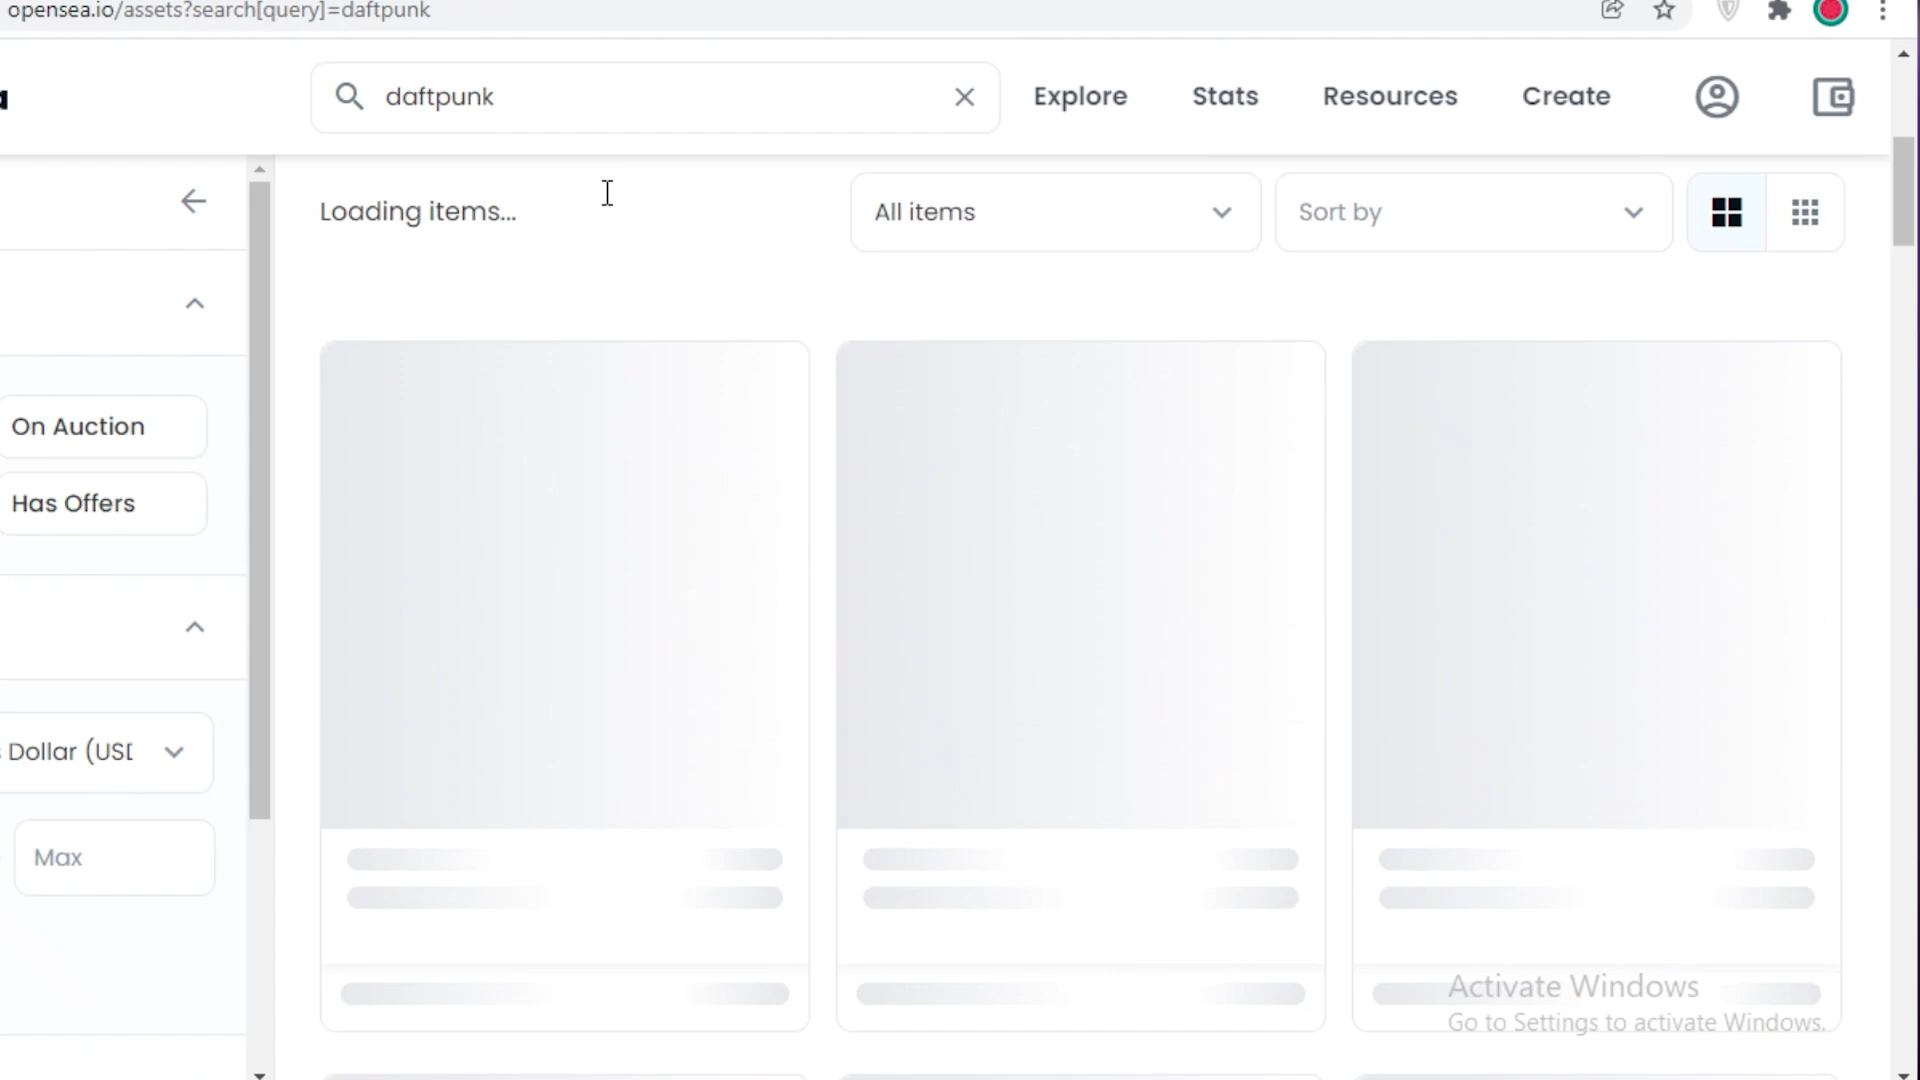 opensea.io/assets?search[query]=daftpunk
daftpunk
Explore
Stats
Resources
Create
Loading items...
All items
Sort by
On Auction
Has Offers
Dollar (USD
Max
Activate Windows
Go to Settings to activate Windows.